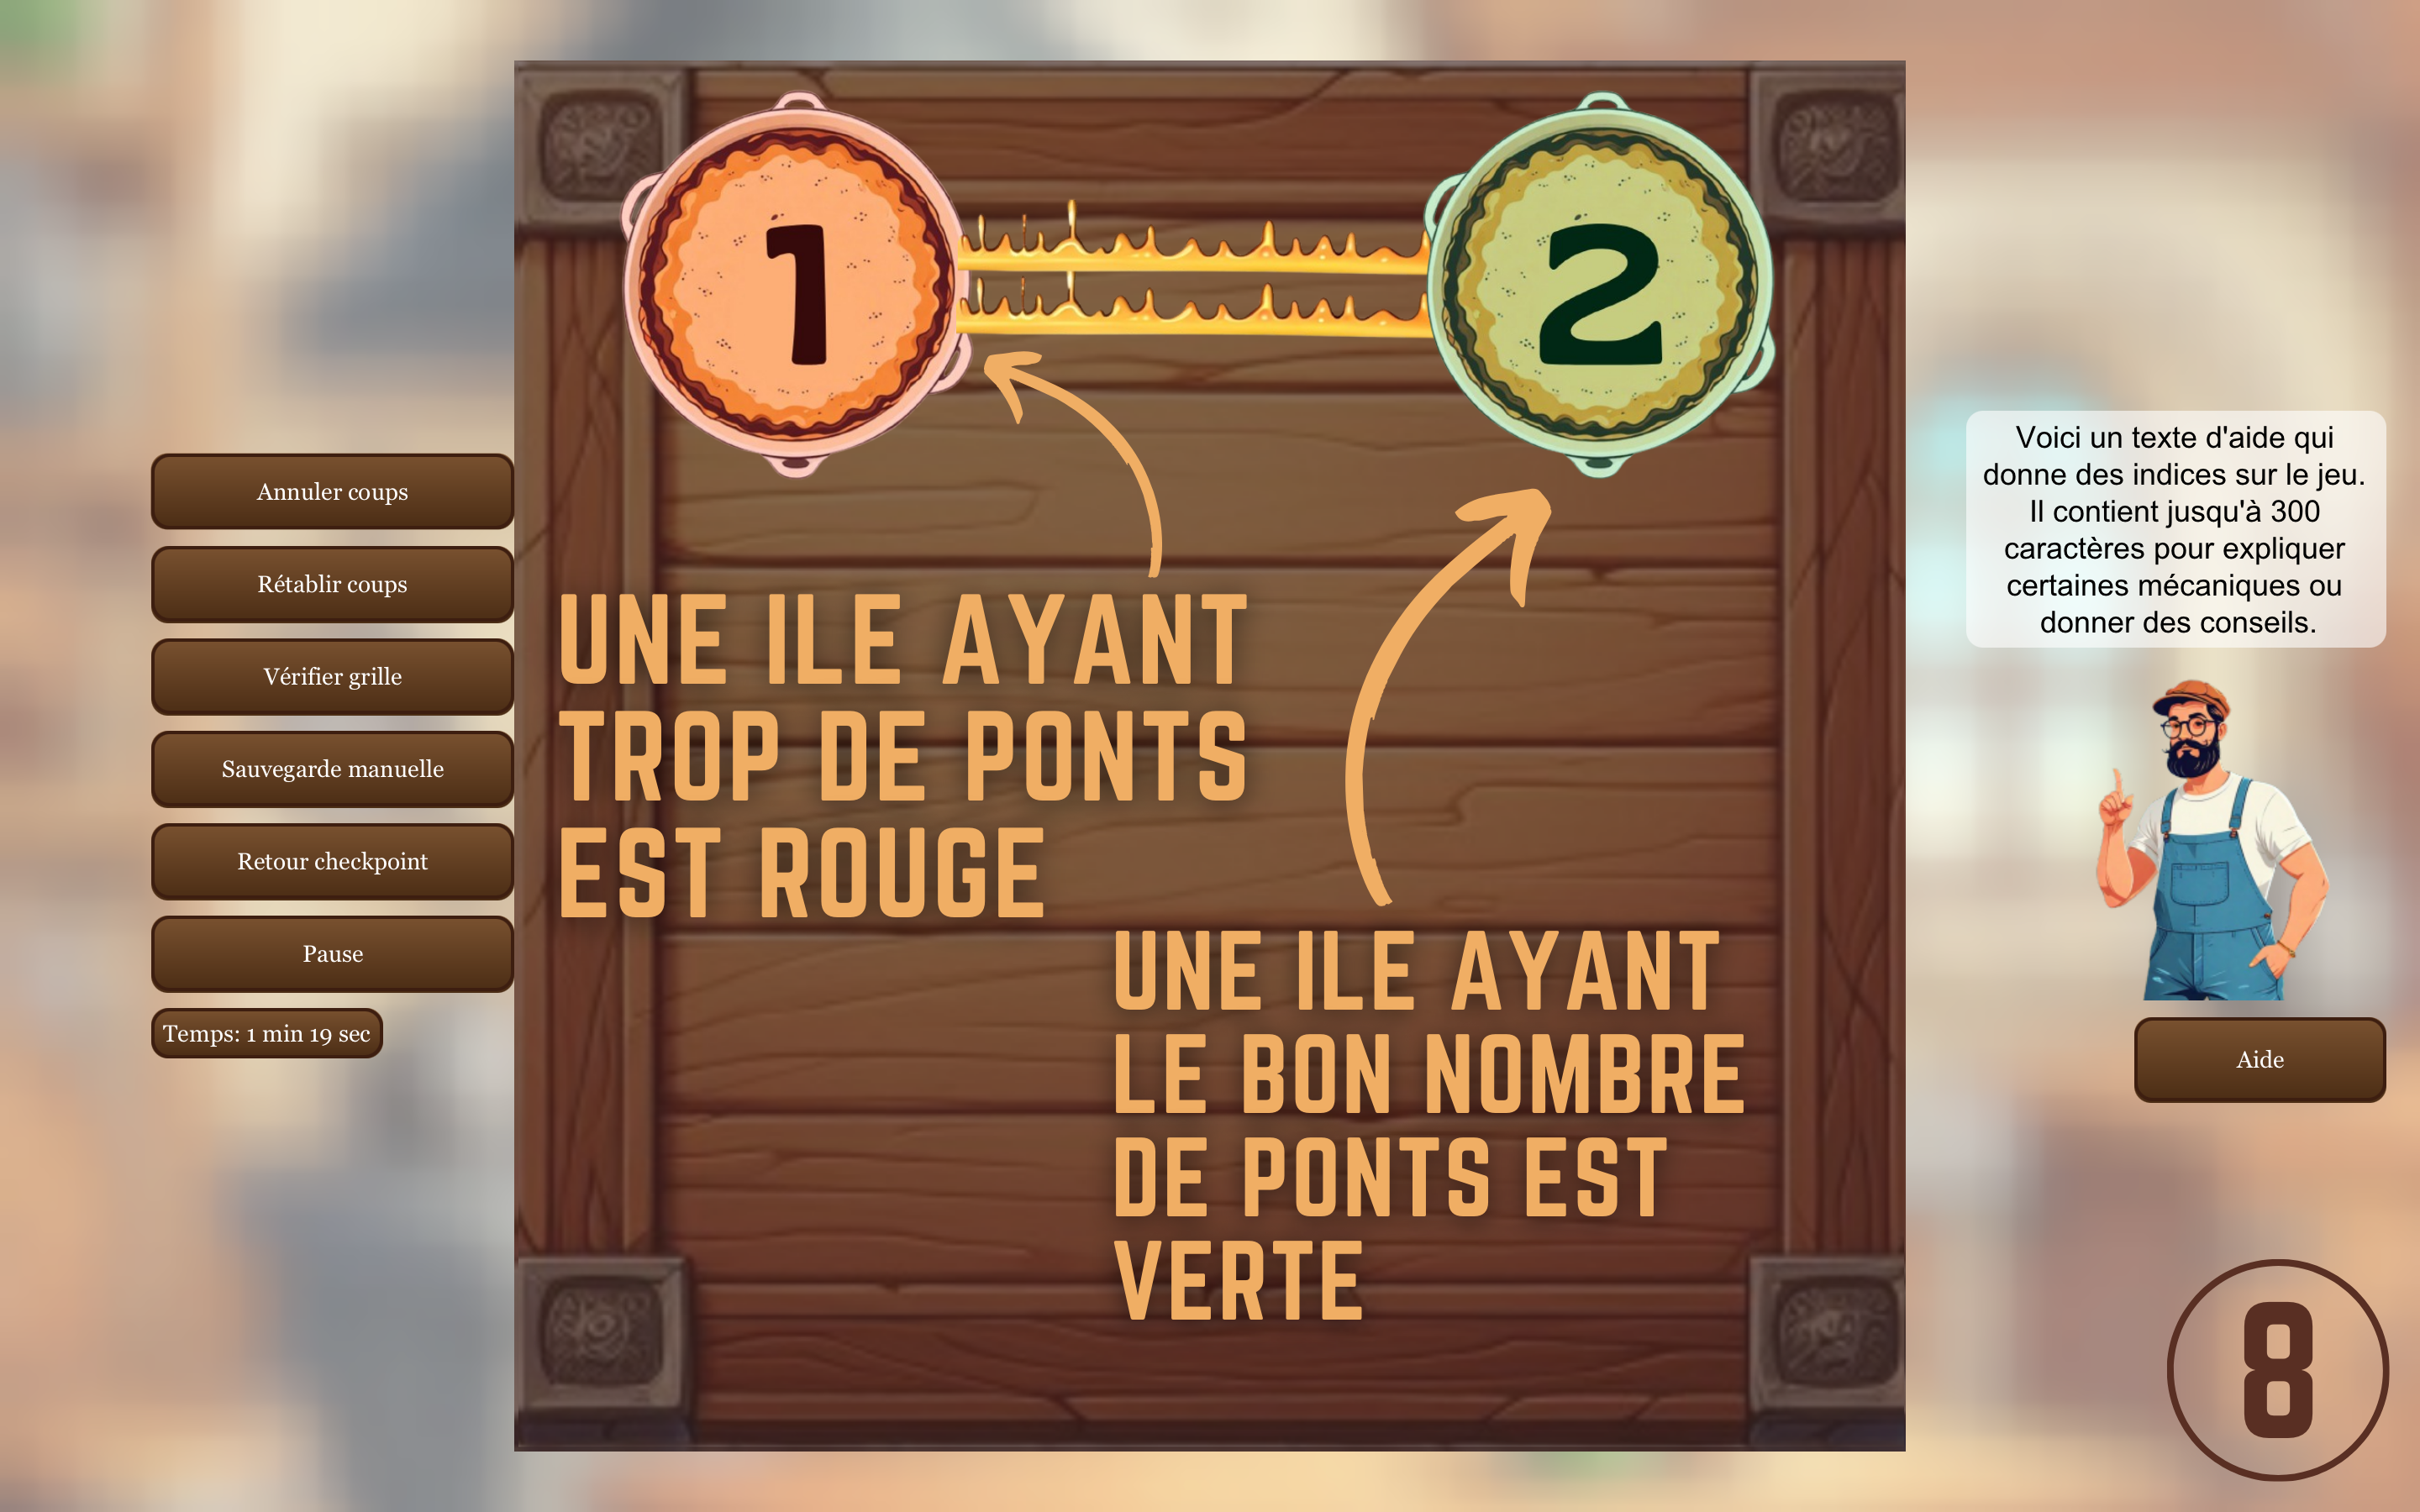 1
2
UNE ILE AYANT
TROP DE PONTS
EST ROUGE
UNE ILE AYANT
LE BON NOMBRE
DE PONTS EST
VERTE
Annuler coups
Rétablir coups
Vérifier grille
Sauvegarde manuelle
Retour checkpoint
Pause
Temps: 1 min 19 sec
Voici un texte d'aide qui
donne des indices sur le jeu.
Il contient jusqu'à 300
caractères pour expliquer
certaines mécaniques ou
donner des conseils.
Aide
8